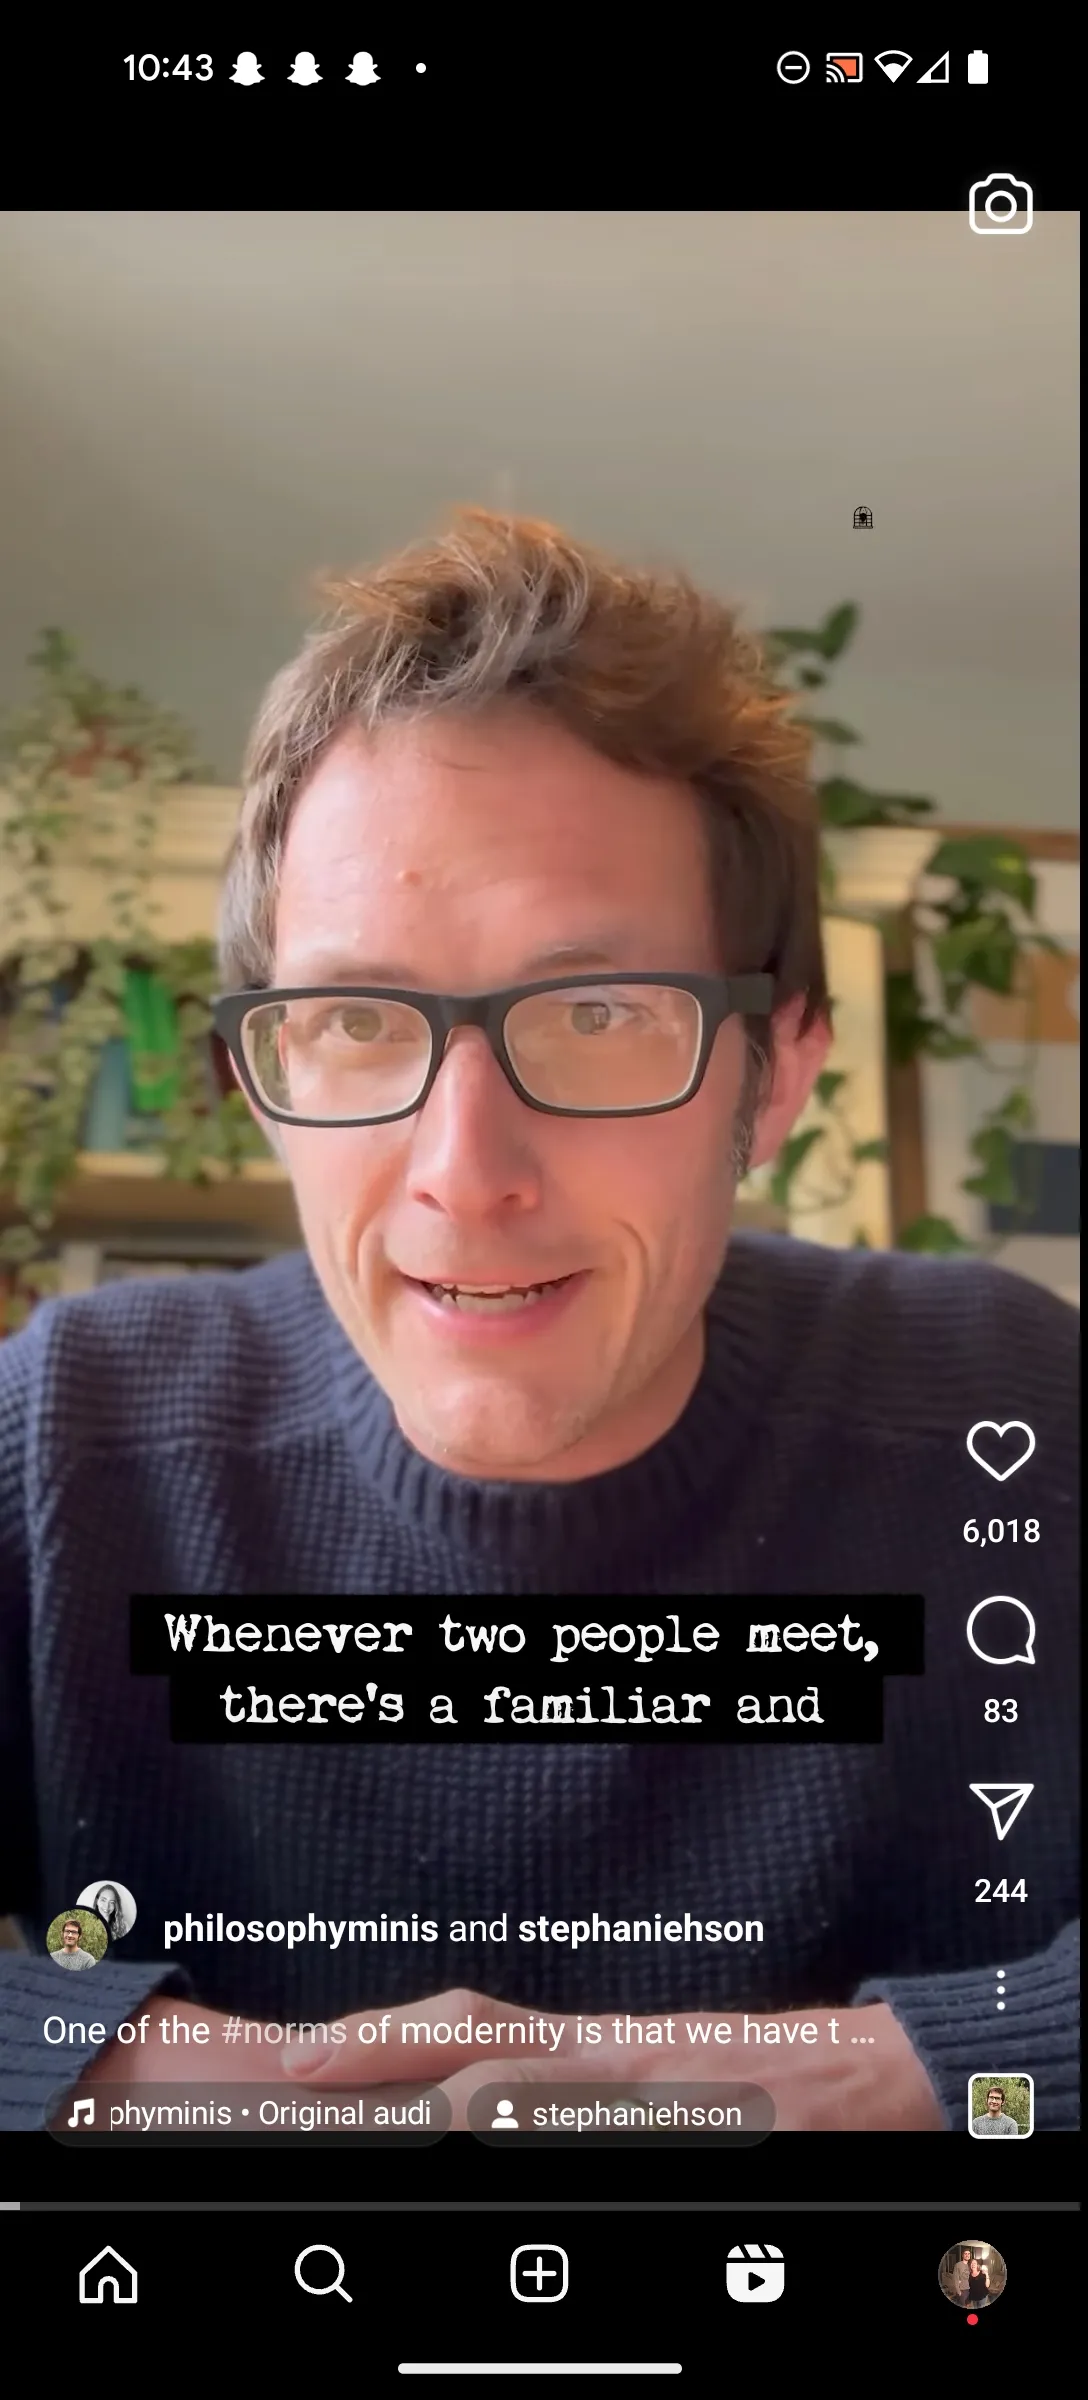 10:43
Whenever two people meet,
there's a familiar and
6,018
83
244
philosophyminis and stephaniehson
One of the #norms of modernity is that we have t ...
phyminis • Original audi
stephaniehson